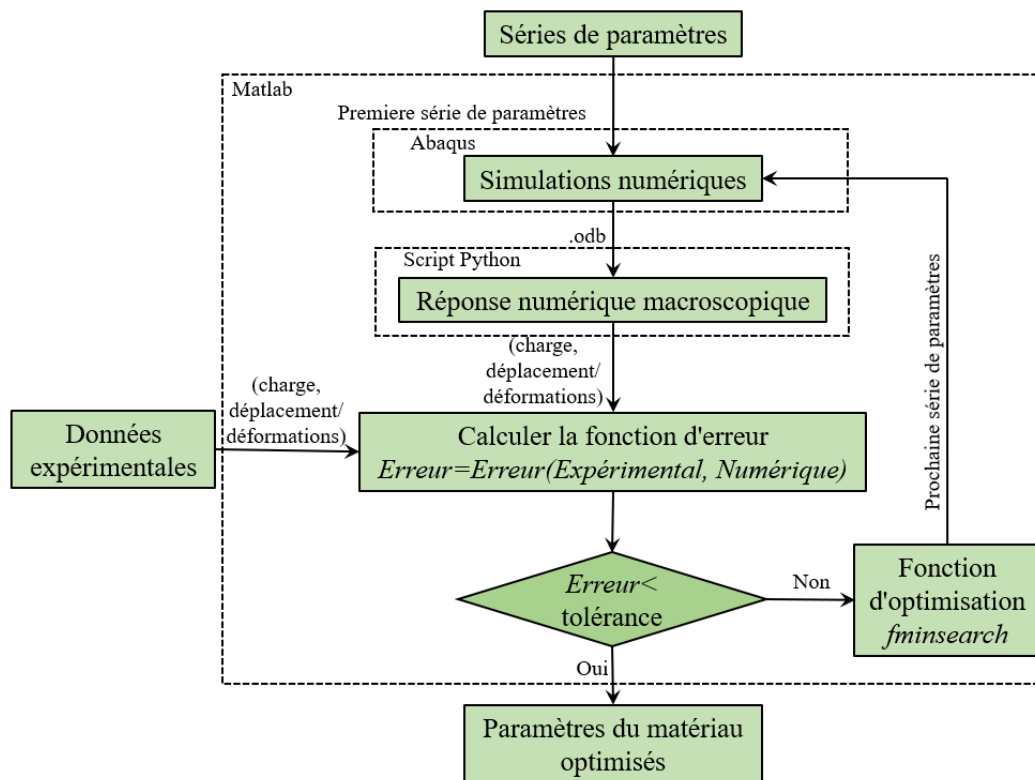 Séries de paramètres
Matlab
Premiere série de paramètres
Abaqus
Simulations numériques
.odb
Script Python
Réponse numérique macroscopique
(charge,
déplacement/
déformations)
(charge,
déplacement/
déformations)
Données
expérimentales
Calculer la fonction d'erreur
Erreur=Erreur(Expérimental, Numérique)
Prochaine série de paramètres
Erreur<
tolérance
Non
Fonction
d'optimisation
fminsearch
Oui
Paramètres du matériau
optimisés